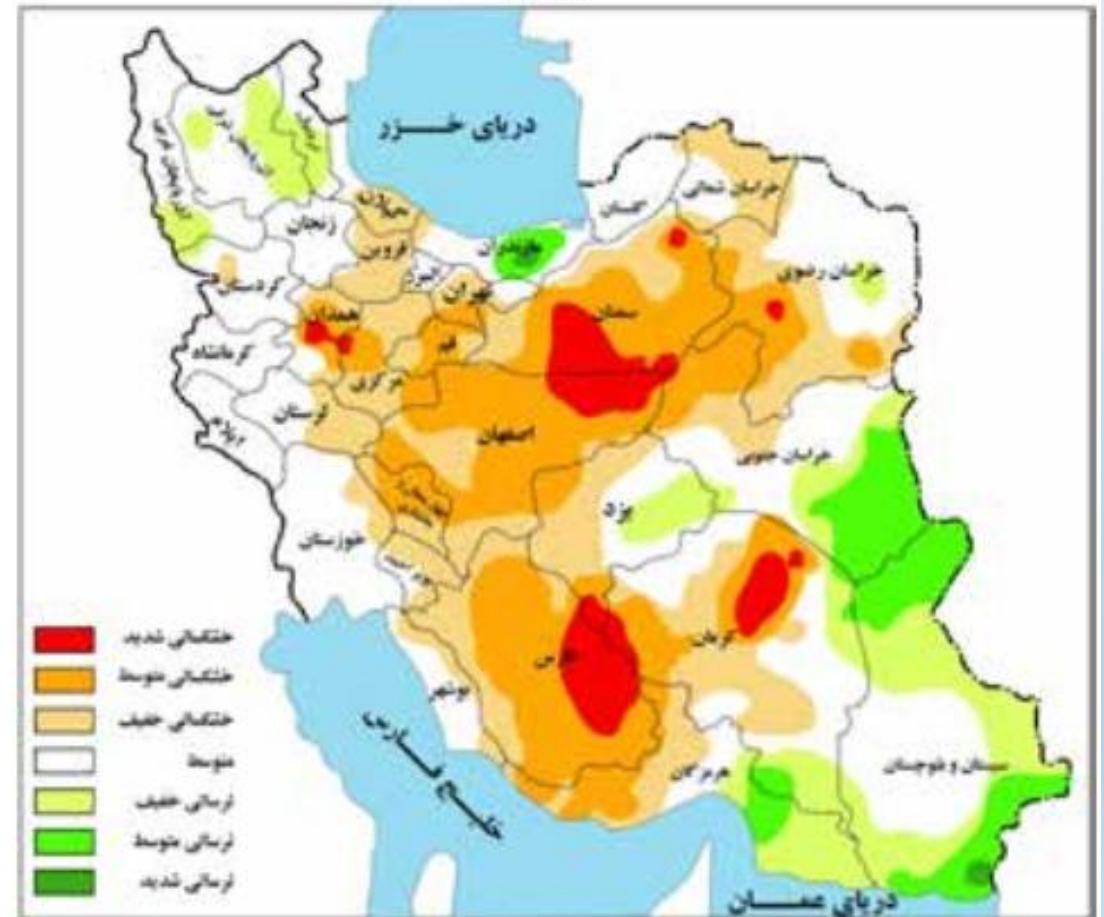 دریای خزر
خراسان شمالی
گلستان
مازندران
زنجان
قزوین
البرز
تهران
سمنان
خراسان رضوی
کردستان
همدان
قم
کرمانشاه
مرکزی
لرستان
اصفهان
خراسان جنوبی
یزد
خوزستان
کرمان
فارس
بوشهر
سیستان و بلوچستان
هرمزگان
خلیج فارس
دریای عمان
خشکسالی شدید
خشکسالی متوسط
خشکسالی خفیف
متوسط
ترسالی خفیف
ترسالی متوسط
ترسالی شدید